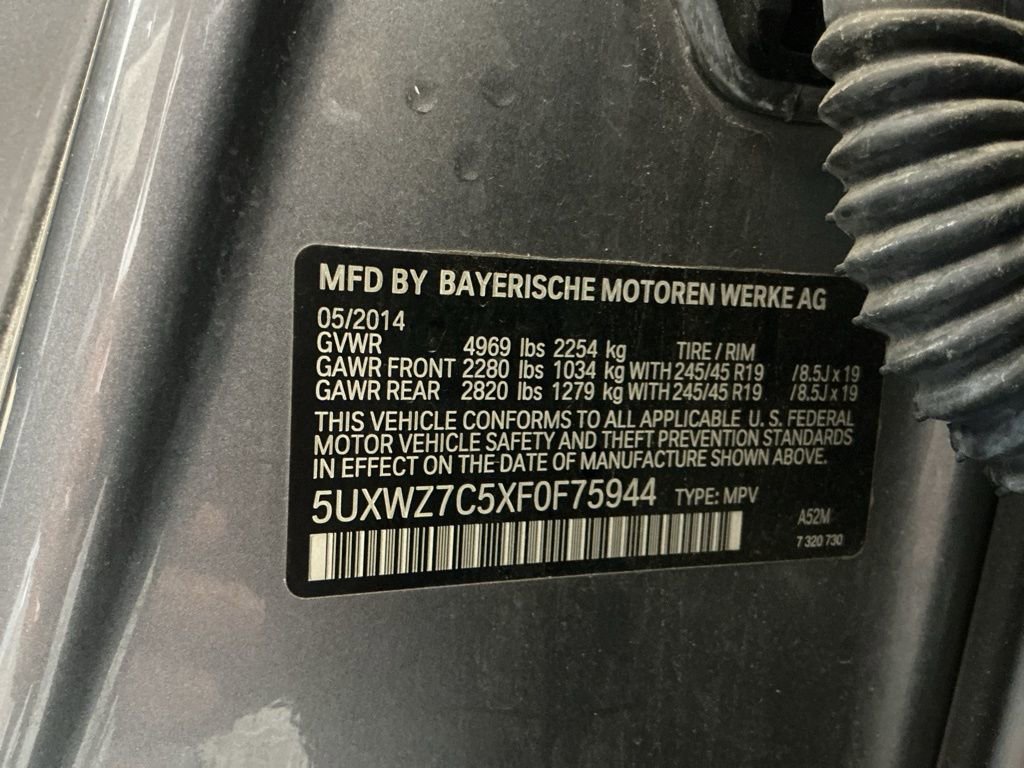 MFD BY BAYERISCHE MOTOREN WERKE AG
05/2014
GVWR 4969 lbs 2254 kg TIRE / RIM
GAWR FRONT 2280 lbs 1034 kg WITH 245/45 R19 /8.5J x 19
GAWR REAR 2820 lbs 1279 kg WITH 245/45 R19 /8.5J x 19
THIS VEHICLE CONFORMS TO ALL APPLICABLE U. S. FEDERAL
MOTOR VEHICLE SAFETY AND THEFT PREVENTION STANDARDS
IN EFFECT ON THE DATE OF MANUFACTURE SHOWN ABOVE.
5UXWZ7C5XF0F75944 TYPE: MPV
A52M
7 320 730